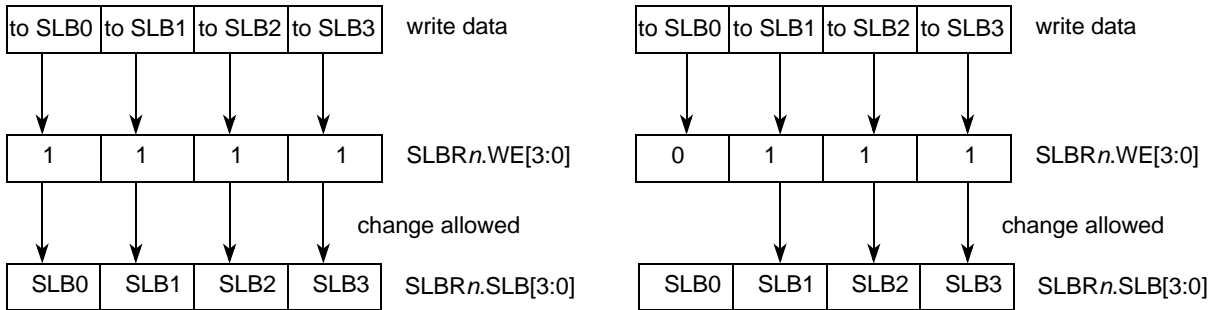 to SLB0 to SLB1 to SLB2 to SLB3 write data
1 1 1 1 SLBRn.WE[3:0]
change allowed
SLB0 SLB1 SLB2 SLB3 SLBRn.SLB[3:0]
to SLB0 to SLB1 to SLB2 to SLB3 write data
0 1 1 1 SLBRn.WE[3:0]
change allowed
SLB0 SLB1 SLB2 SLB3 SLBRn.SLB[3:0]